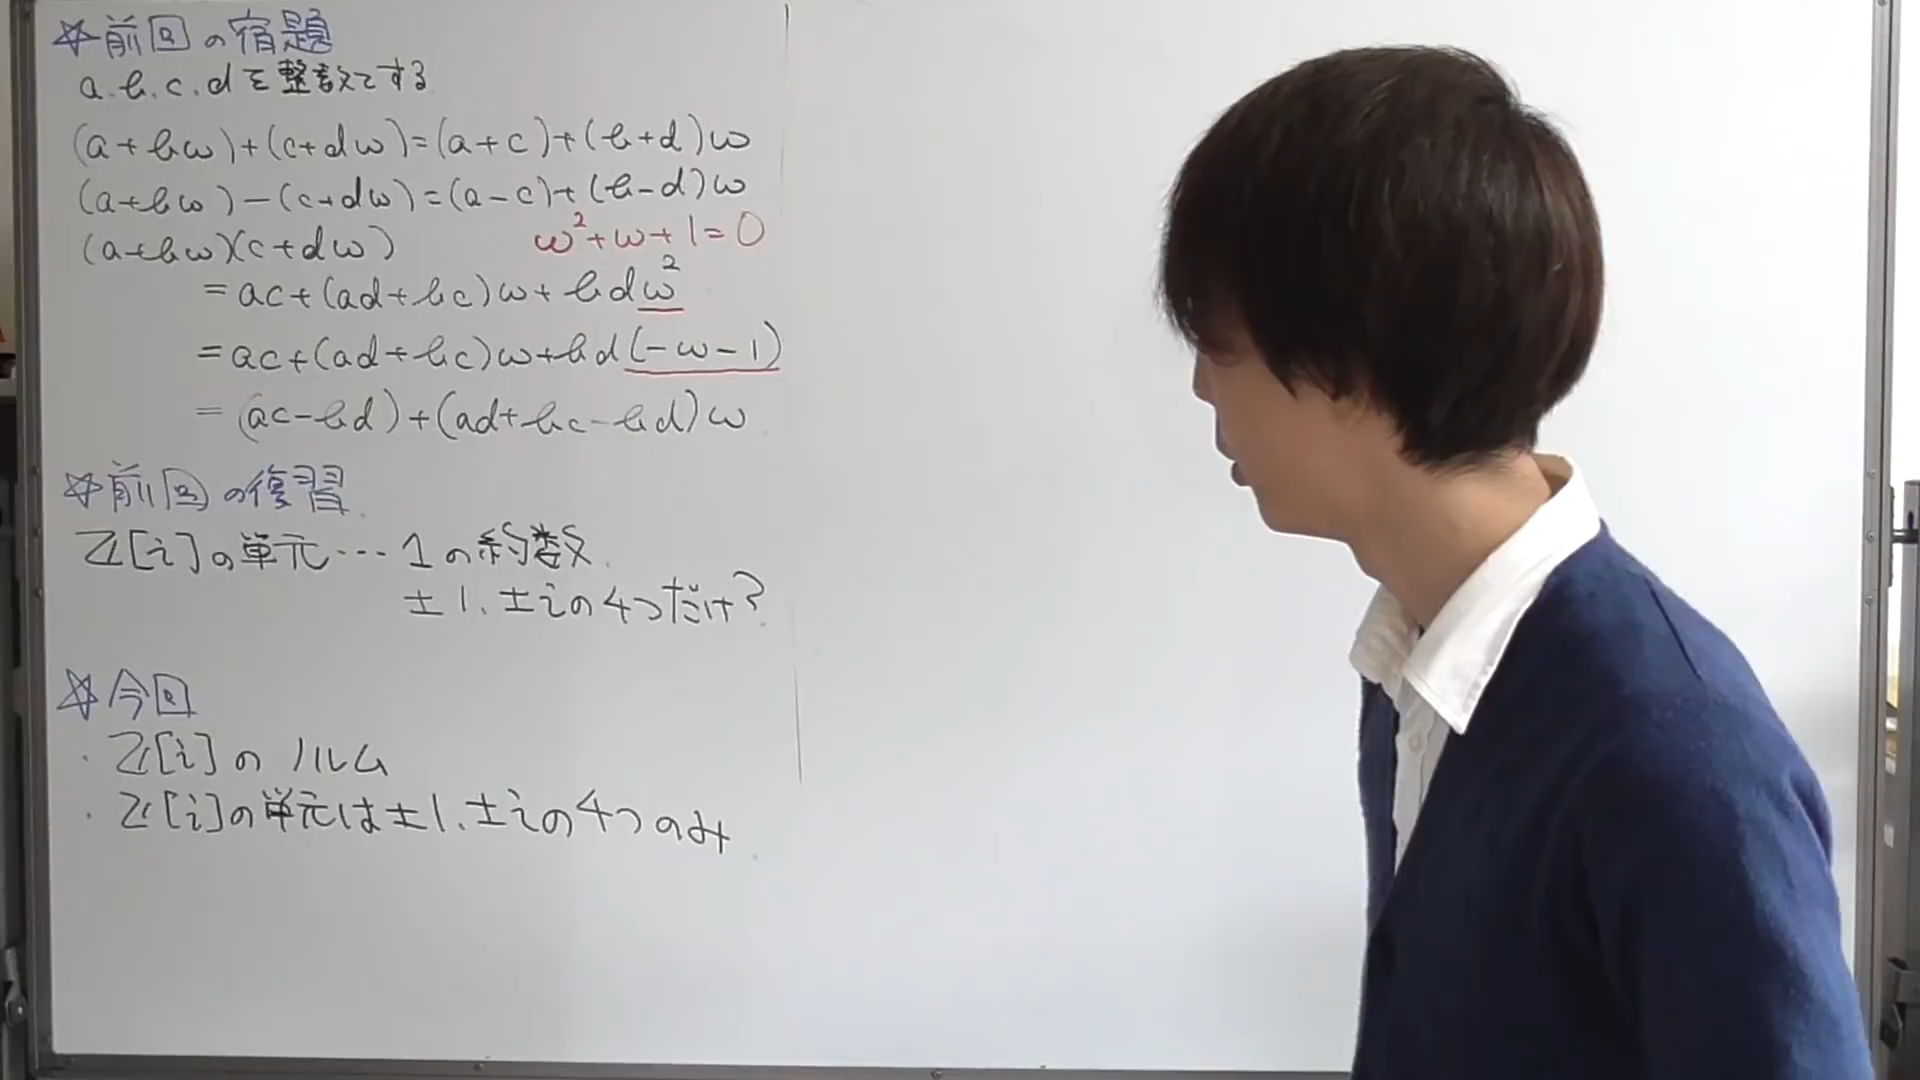 ☆前回の宿題
a.b.c.dを整数とする
(a+bω)+(c+dω)=(a+c)+(b+d)ω
(a+bω)-(c+dω)=(a-c)+(b-d)ω
(a+bω)(c+dω)
ω²+ω+1=0
=ac+(ad+bc)ω+bdω²
=ac+(ad+bc)ω+bd(-ω-1)
=(ac-bd)+(ad+bc-bd)ω
☆前回の復習
ℤ[i]の単元…1の約数.
±1.±iの4つだけ?
☆今回
・ℤ[i]のノルム
・ℤ[i]の単元は±1.±iの4つのみ